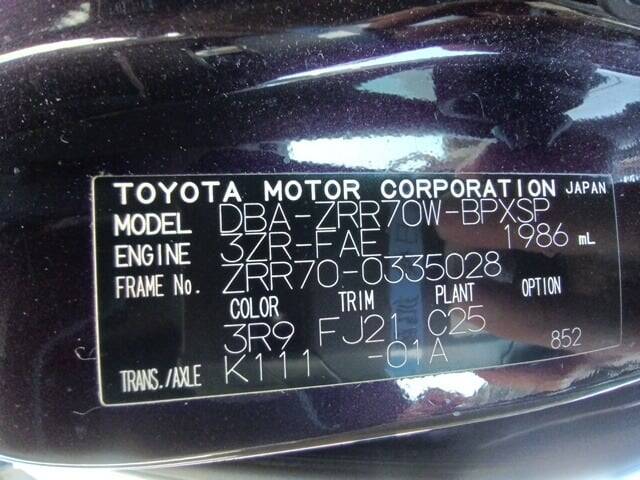 TOYOTA MOTOR CORPORATION JAPAN
MODEL DBA-ZRR70W-BPXSP
ENGINE 3ZR-FAE 1986 mL
FRAME No. ZRR70-0335028
COLOR TRIM PLANT OPTION
3R9 FJ21 C25 852
TRANS./AXLE K111 -01A